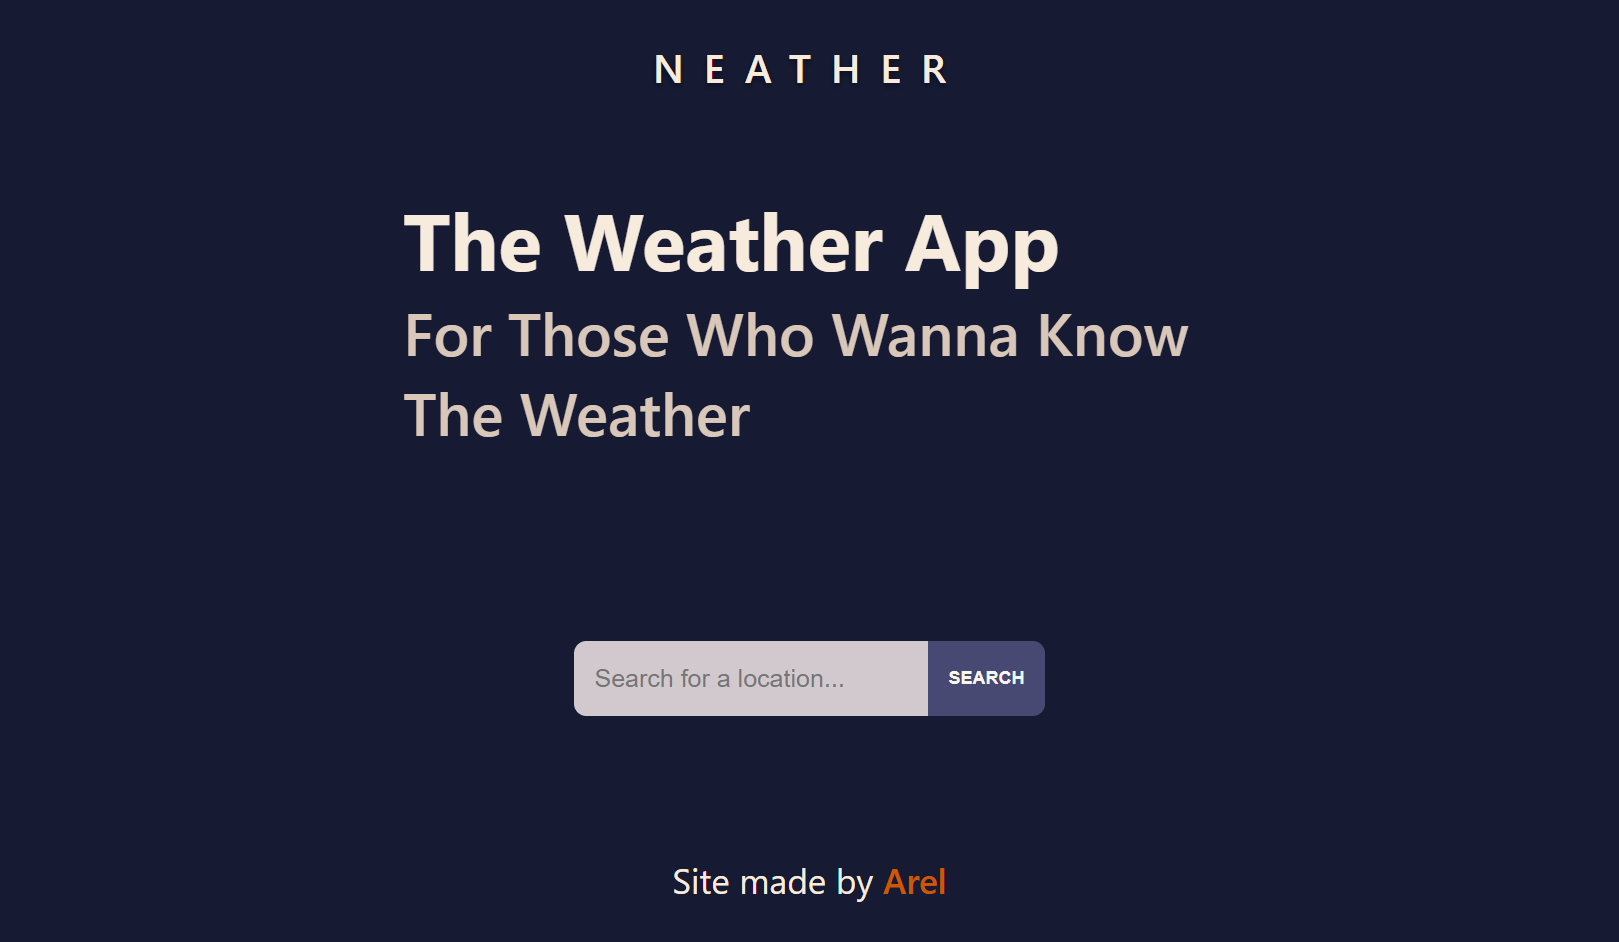 NEATHER
The Weather App
For Those Who Wanna Know
The Weather
Search for a location...
SEARCH
Site made by Arel